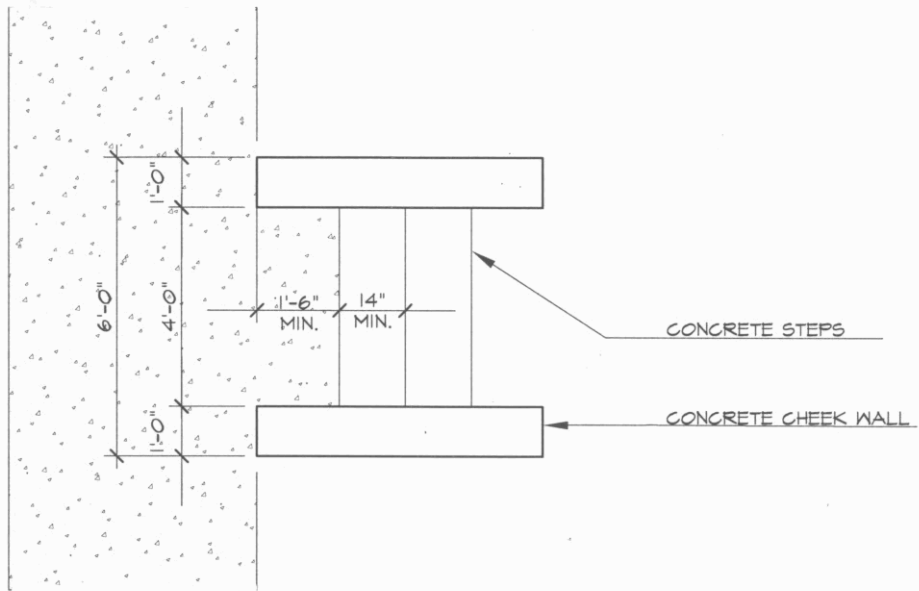 1'-0"
6'-0"
4'-0"
1'-6"
MIN.
14"
MIN.
CONCRETE STEPS
1'-0"
CONCRETE CHEEK WALL